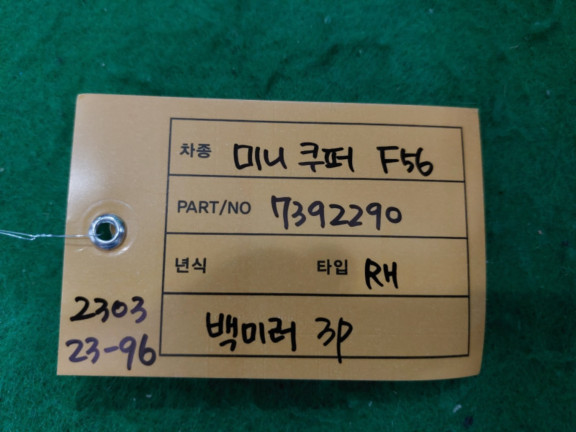 차종 미니 쿠퍼 F56
PART/NO 7392290
년식 타입 RH
백미러 3P
2303
23-96